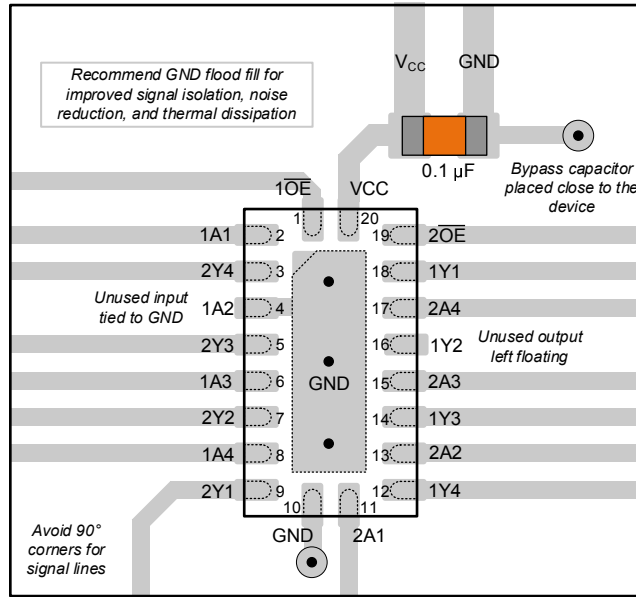 Recommend GND flood fill for
improved signal isolation, noise
reduction, and thermal dissipation
VCC GND
0.1 µF
Bypass capacitor
placed close to the
device
1O̅E̅ VCC
1 20
1A1 2 19 2O̅E̅
2Y4 3 18 1Y1
Unused input
tied to GND
1A2 4 17 2A4
2Y3 5 16 1Y2
Unused output
left floating
1A3 6 GND 15 2A3
2Y2 7 14 1Y3
1A4 8 13 2A2
2Y1 9 12 1Y4
10 11
GND 2A1
Avoid 90°
corners for
signal lines